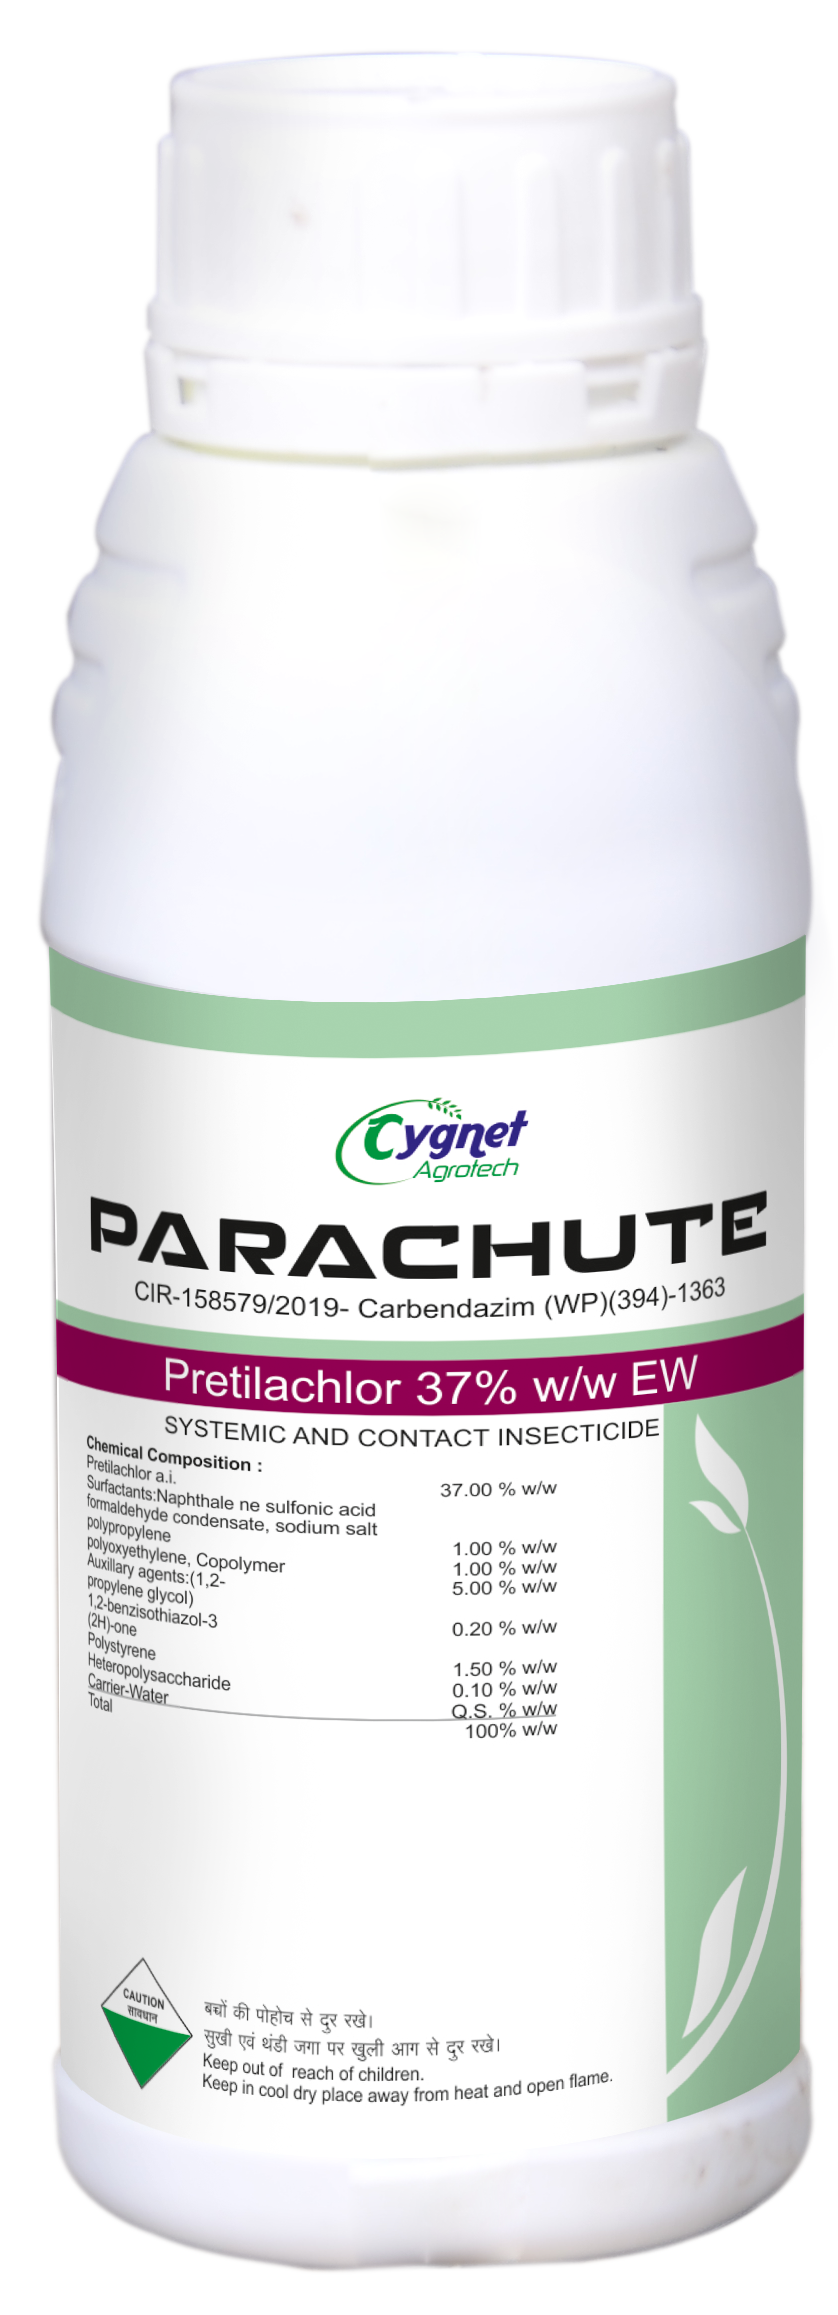 Cygnet
Agrotech
PARACHUTE
CIR-158579/2019- Carbendazim (WP)(394)-1363
Pretilachlor 37% w/w EW
SYSTEMIC AND CONTACT INSECTICIDE
Chemical Composition :
Pretilachlor a.i. 37.00 % w/w
Surfactants:Naphthale ne sulfonic acid
formaldehyde condensate, sodium salt 1.00 % w/w
polypropylene 1.00 % w/w
polyoxyethylene, Copolymer 5.00 % w/w
Auxillary agents:(1,2-
propylene glycol) 0.20 % w/w
1,2-benzisothiazol-3
(2H)-one 1.50 % w/w
Polystyrene 0.10 % w/w
Heteropolysaccharide Q.S. % w/w
Carrier-Water
Total 100% w/w
CAUTION
सावधान
बचों की पोहोच से दुर रखे।
सुखी एवं थंडी जगा पर खुली आग से दुर रखे।
Keep out of reach of children.
Keep in cool dry place away from heat and open flame.